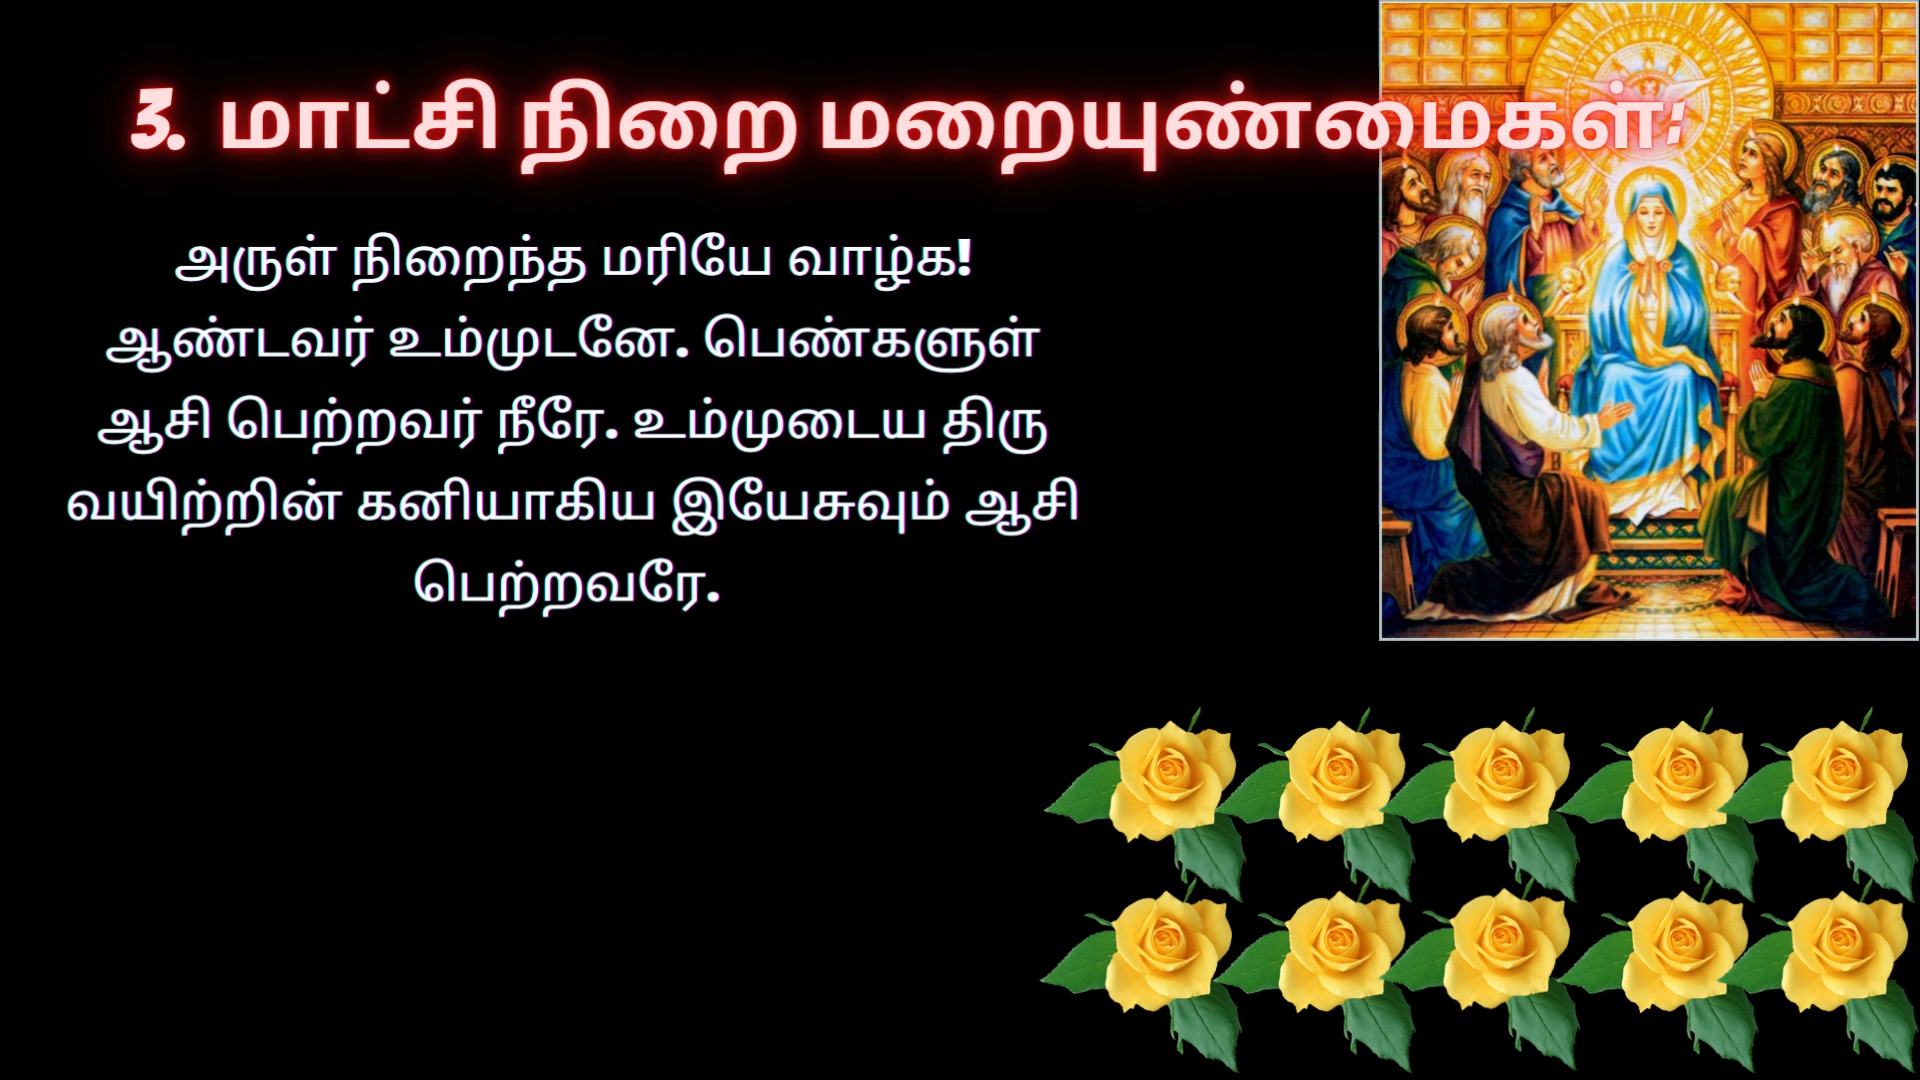 3. மாட்சி நிறை மறையுண்மைகள்:
அருள் நிறைந்த மரியே வாழ்க!
ஆண்டவர் உம்முடனே. பெண்களுள்
ஆசி பெற்றவர் நீரே. உம்முடைய திரு
வயிற்றின் கனியாகிய இயேசுவும் ஆசி
பெற்றவரே.